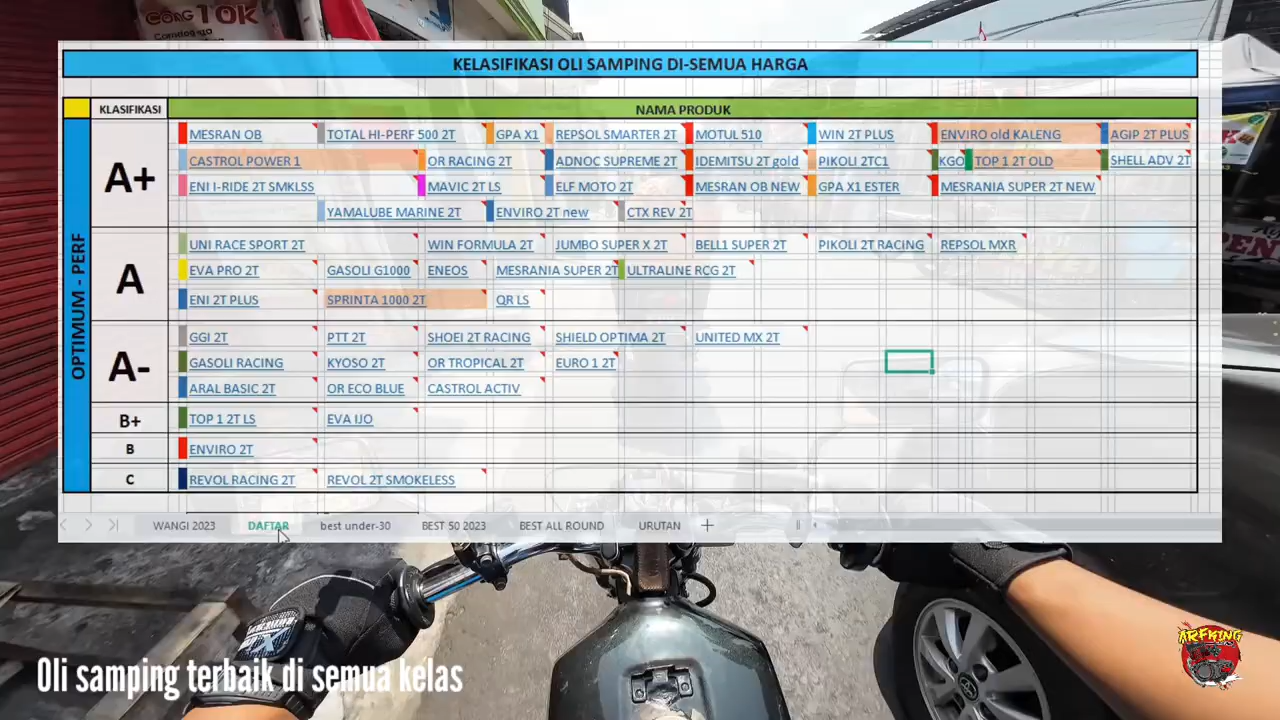 CÔNG TOK
KELASIFIKASI OLI SAMPING DI-SEMUA HARGA
KLASIFIKASI NAMA PRODUK
OPTIMUM - PERF
A+
MESRAN OB TOTAL HI-PERF 500 2T GPA X1 REPSOL SMARTER 2T MOTUL 510 WIN 2T PLUS ENVIRO old KALENG AGIP 2T PLUS
CASTROL POWER 1 OR RACING 2T ADNOC SUPREME 2T IDEMITSU 2T gold PIKOLI 2TC1 KGO TOP 1 2T OLD SHELL ADV 2T
ENI I-RIDE 2T SMKLSS MAVIC 2T LS ELF MOTO 2T MESRAN OB NEW GPA X1 ESTER MESRANIA SUPER 2T NEW
YAMALUBE MARINE 2T ENVIRO 2T new CTX REV 2T
A
UNI RACE SPORT 2T WIN FORMULA 2T JUMBO SUPER X 2T BELL1 SUPER 2T PIKOLI 2T RACING REPSOL MXR
EVA PRO 2T GASOLI G1000 ENEOS MESRANIA SUPER 2T ULTRALINE RCG 2T
ENI 2T PLUS SPRINTA 1000 2T QR LS
A-
GGI 2T PTT 2T SHOEI 2T RACING SHIELD OPTIMA 2T UNITED MX 2T
GASOLI RACING KYOSO 2T OR TROPICAL 2T EURO 1 2T
ARAL BASIC 2T OR ECO BLUE CASTROL ACTIV
B+ TOP 1 2T LS EVA IJO
B ENVIRO 2T
C REVOL RACING 2T REVOL 2T SMOKELESS
WANGI 2023 DAFTAR best under-30 BEST 50 2023 BEST ALL ROUND URUTAN
Oli samping terbaik di semua kelas
ARFKING